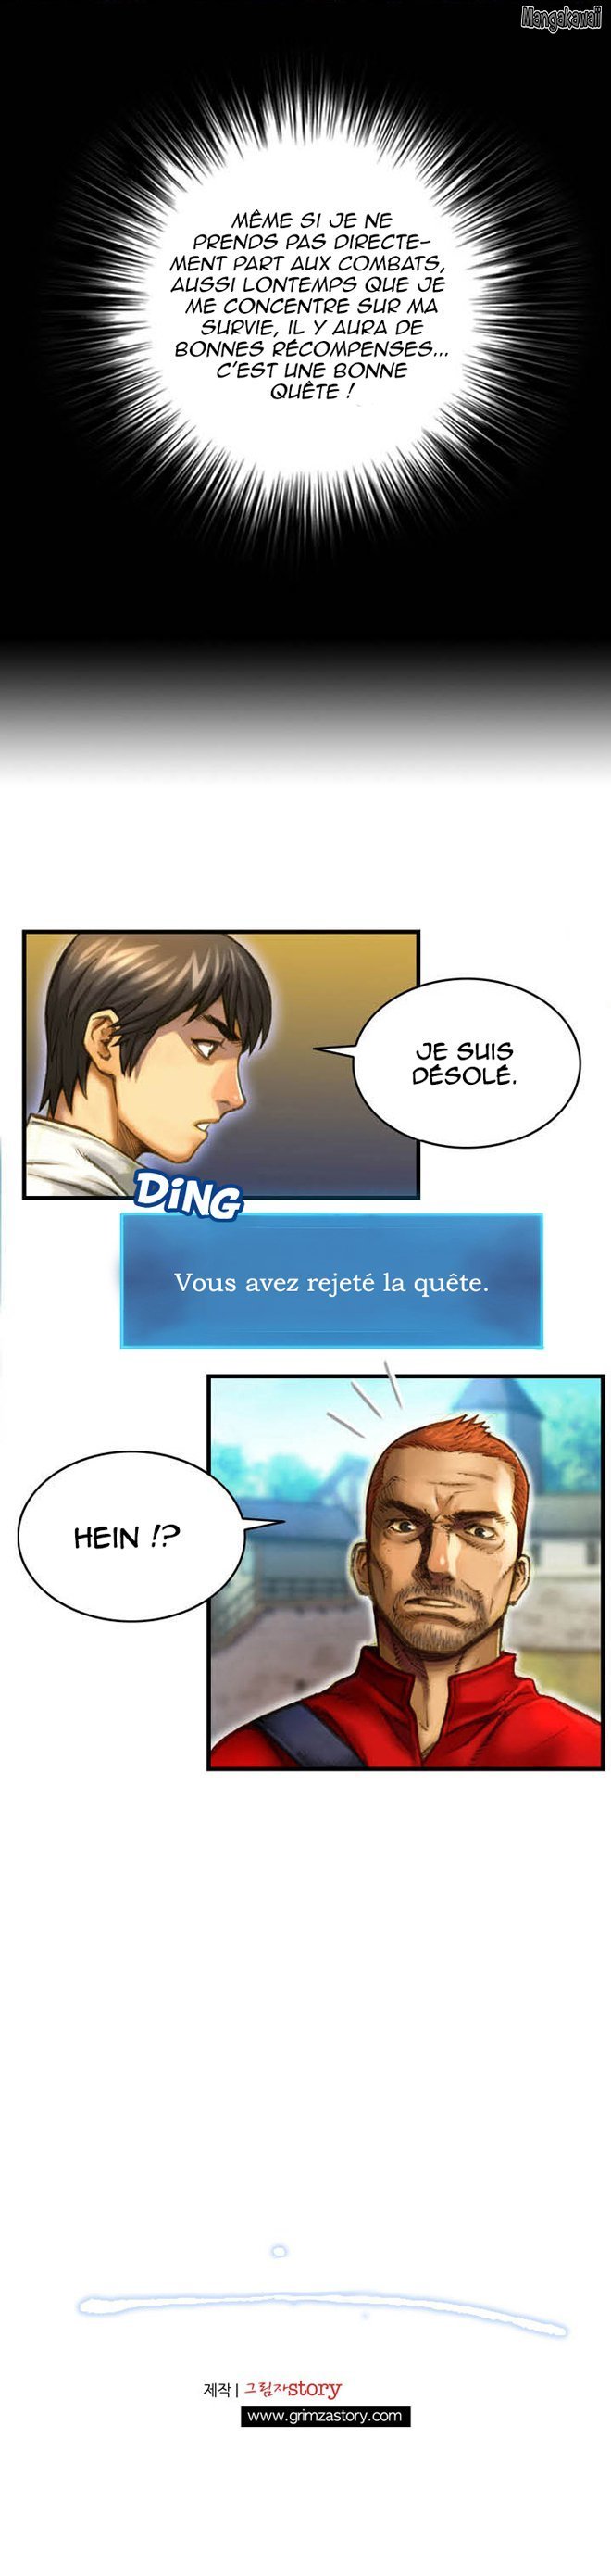 Mangakawaii
MÊME SI JE NE
PRENDS PAS DIRECTE-
MENT PART AUX COMBATS,
AUSSI LONTEMPS QUE JE
ME CONCENTRE SUR MA
SURVIE, IL Y AURA DE
BONNES RÉCOMPENSES...
C'EST UNE BONNE
QUÊTE !
JE SUIS
DÉSOLÉ.
DiNG
Vous avez rejeté la quête.
HEIN !?
제작 | 그림자story
www.grimzastory.com